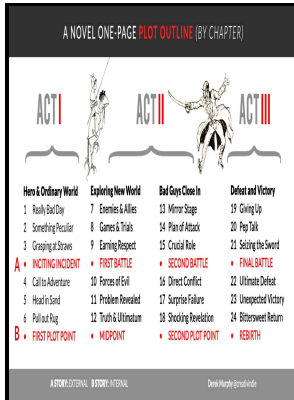 A NOVEL ONE-PAGE PLOT OUTLINE (BY CHAPTER)
ACT I
ACT II
ACT III
Hero & Ordinary World
1 Really Bad Day
2 Something Peculiar
3 Grasping at Straws
A • INCITING INCIDENT
4 Call to Adventure
5 Head in Sand
6 Pull out Rug
B • FIRST PLOT POINT
Exploring New World
7 Enemies & Allies
8 Games & Trials
9 Earning Respect
• FIRST BATTLE
10 Forces of Evil
11 Problem Revealed
12 Truth & Ultimatum
• MIDPOINT
Bad Guys Close In
13 Mirror Stage
14 Plan of Attack
15 Crucial Role
• SECOND BATTLE
16 Direct Conflict
17 Surprise Failure
18 Shocking Revelation
• SECOND PLOT POINT
Defeat and Victory
19 Giving Up
20 Pep Talk
21 Seizing the Sword
• FINAL BATTLE
22 Ultimate Defeat
23 Unexpected Victory
24 Bittersweet Return
• REBIRTH
A STORY: EXTERNAL B STORY: INTERNAL
Derek Murphy @creativindie